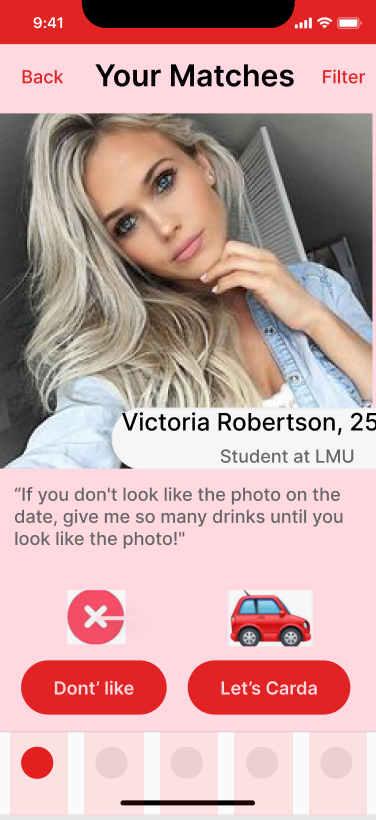 9:41
Back Your Matches Filter
Victoria Robertson, 25
Student at LMU
“If you don't look like the photo on the
date, give me so many drinks until you
look like the photo!"
Dont’ like Let’s Carda